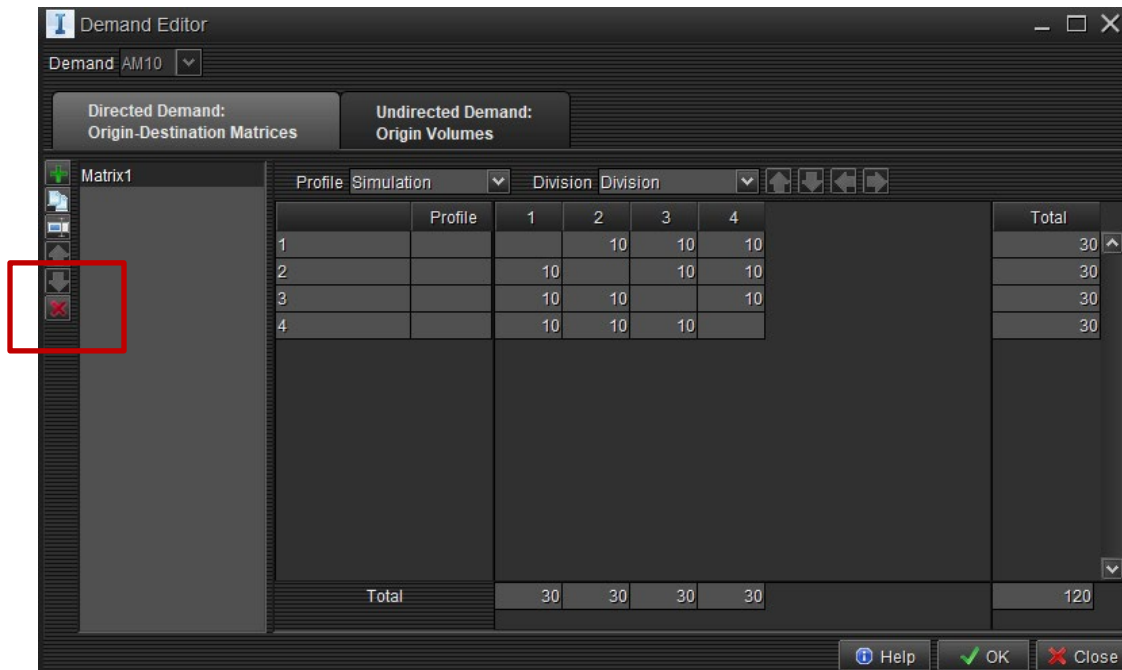 Demand Editor
Demand AM10
Directed Demand:
Origin-Destination Matrices
Undirected Demand:
Origin Volumes
Matrix1
Profile Simulation Division Division
Profile 1 2 3 4 Total
1 10 10 10 30
2 10 10 10 30
3 10 10 10 30
4 10 10 10 30
Total 30 30 30 30 120
Help OK Close